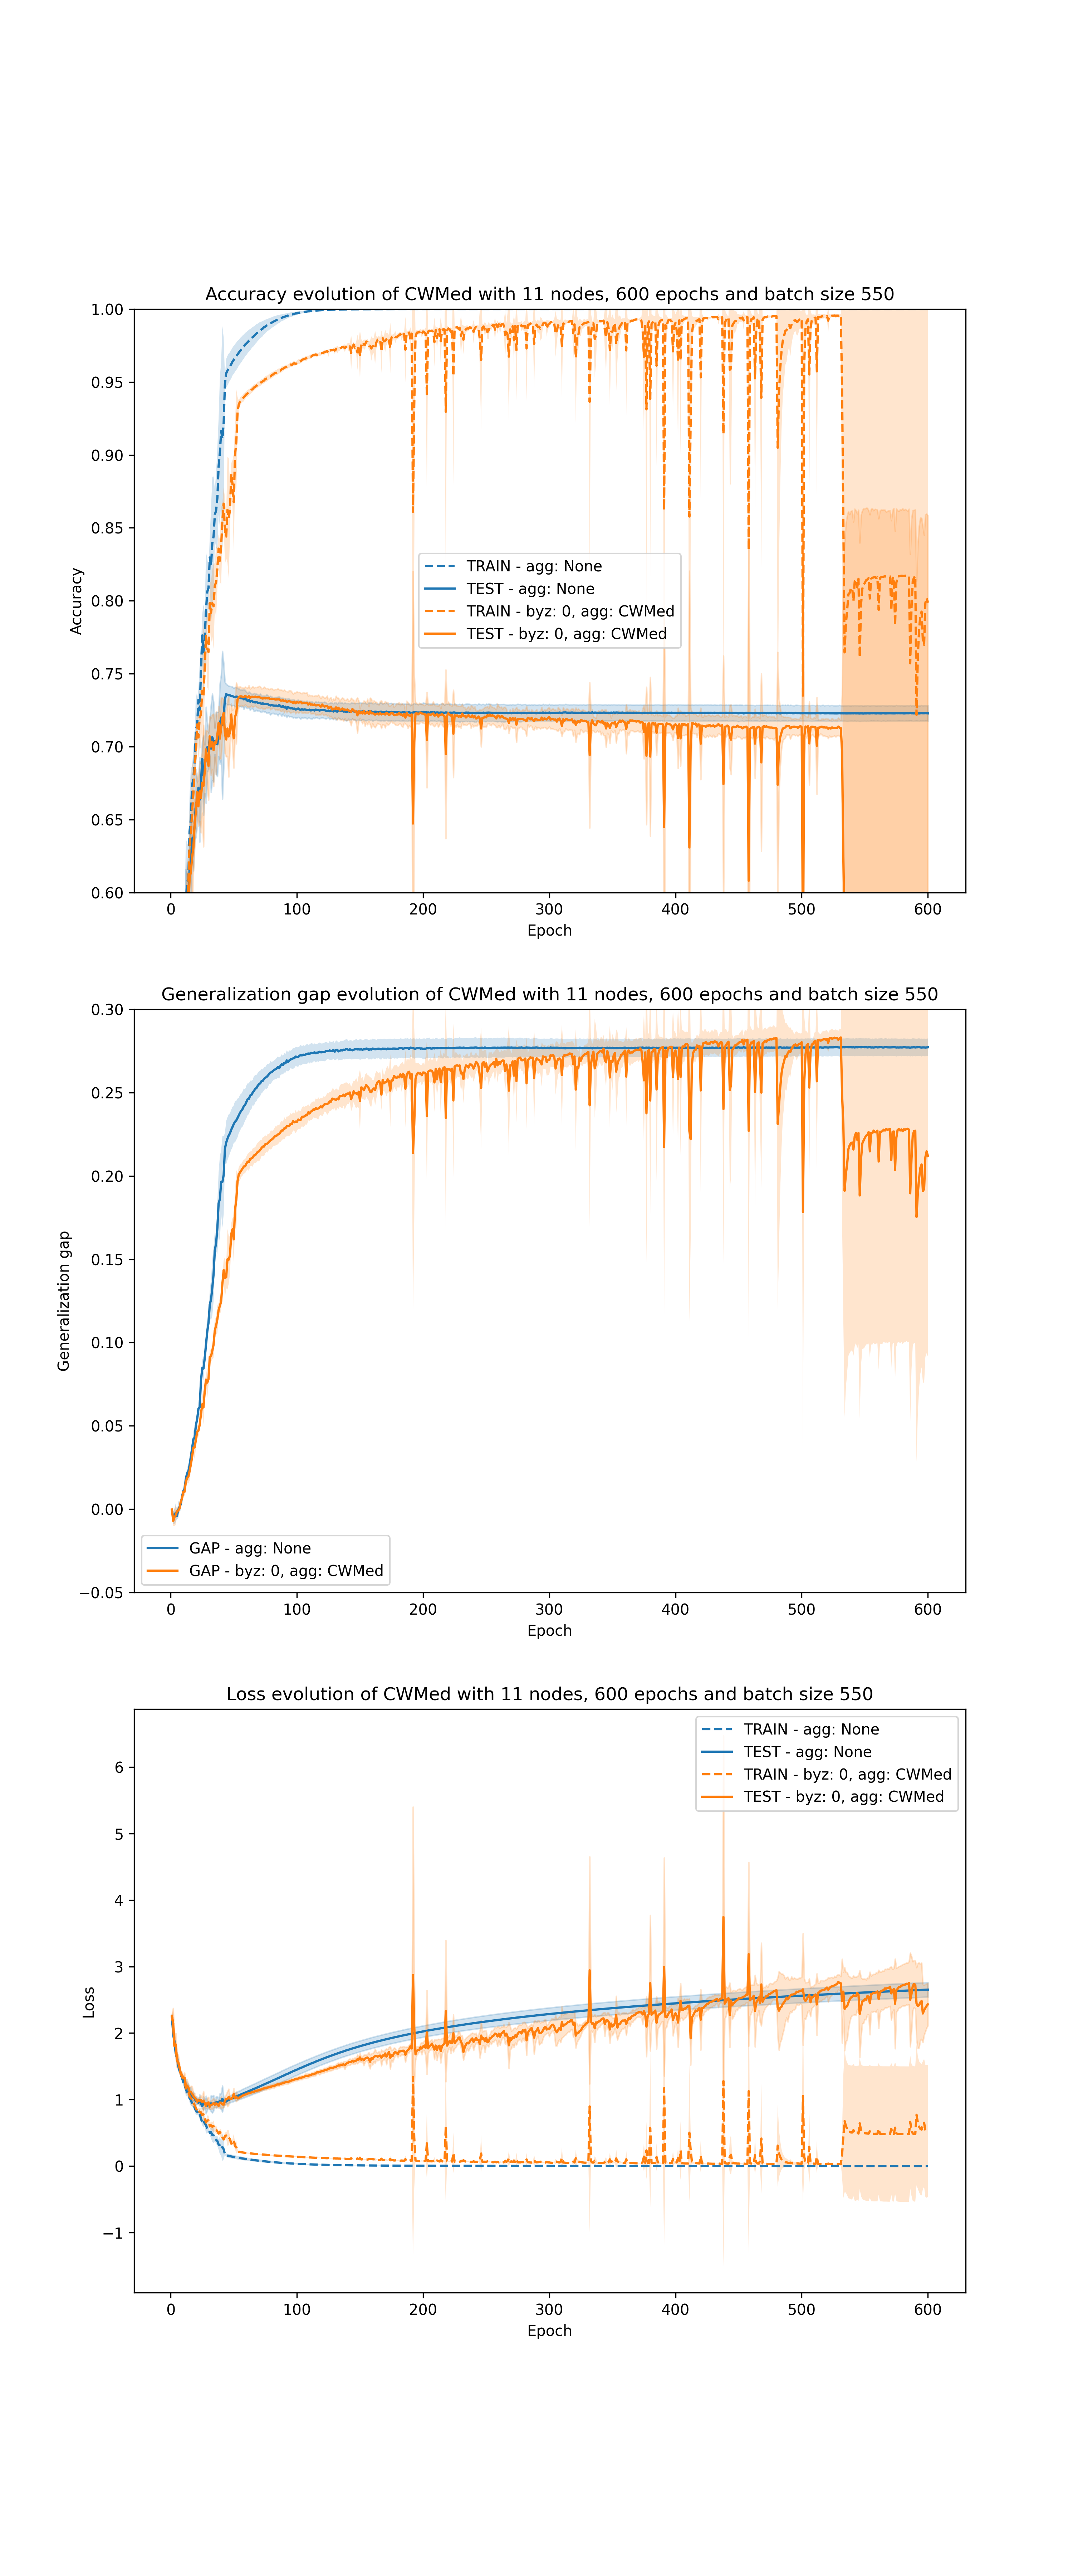 Accuracy evolution of CWMed with 11 nodes, 600 epochs and batch size 550
1.00
0.95
0.90
0.85
0.80
0.75
0.70
0.65
0.60
Accuracy
TRAIN - agg: None
TEST - agg: None
TRAIN - byz: 0, agg: CWMed
TEST - byz: 0, agg: CWMed
0 100 200 300 400 500 600
Epoch
Generalization gap evolution of CWMed with 11 nodes, 600 epochs and batch size 550
0.30
0.25
0.20
0.15
0.10
0.05
0.00
−0.05
Generalization gap
GAP - agg: None
GAP - byz: 0, agg: CWMed
0 100 200 300 400 500 600
Epoch
Loss evolution of CWMed with 11 nodes, 600 epochs and batch size 550
TRAIN - agg: None
TEST - agg: None
TRAIN - byz: 0, agg: CWMed
TEST - byz: 0, agg: CWMed
6
5
4
3
2
1
0
−1
Loss
0 100 200 300 400 500 600
Epoch